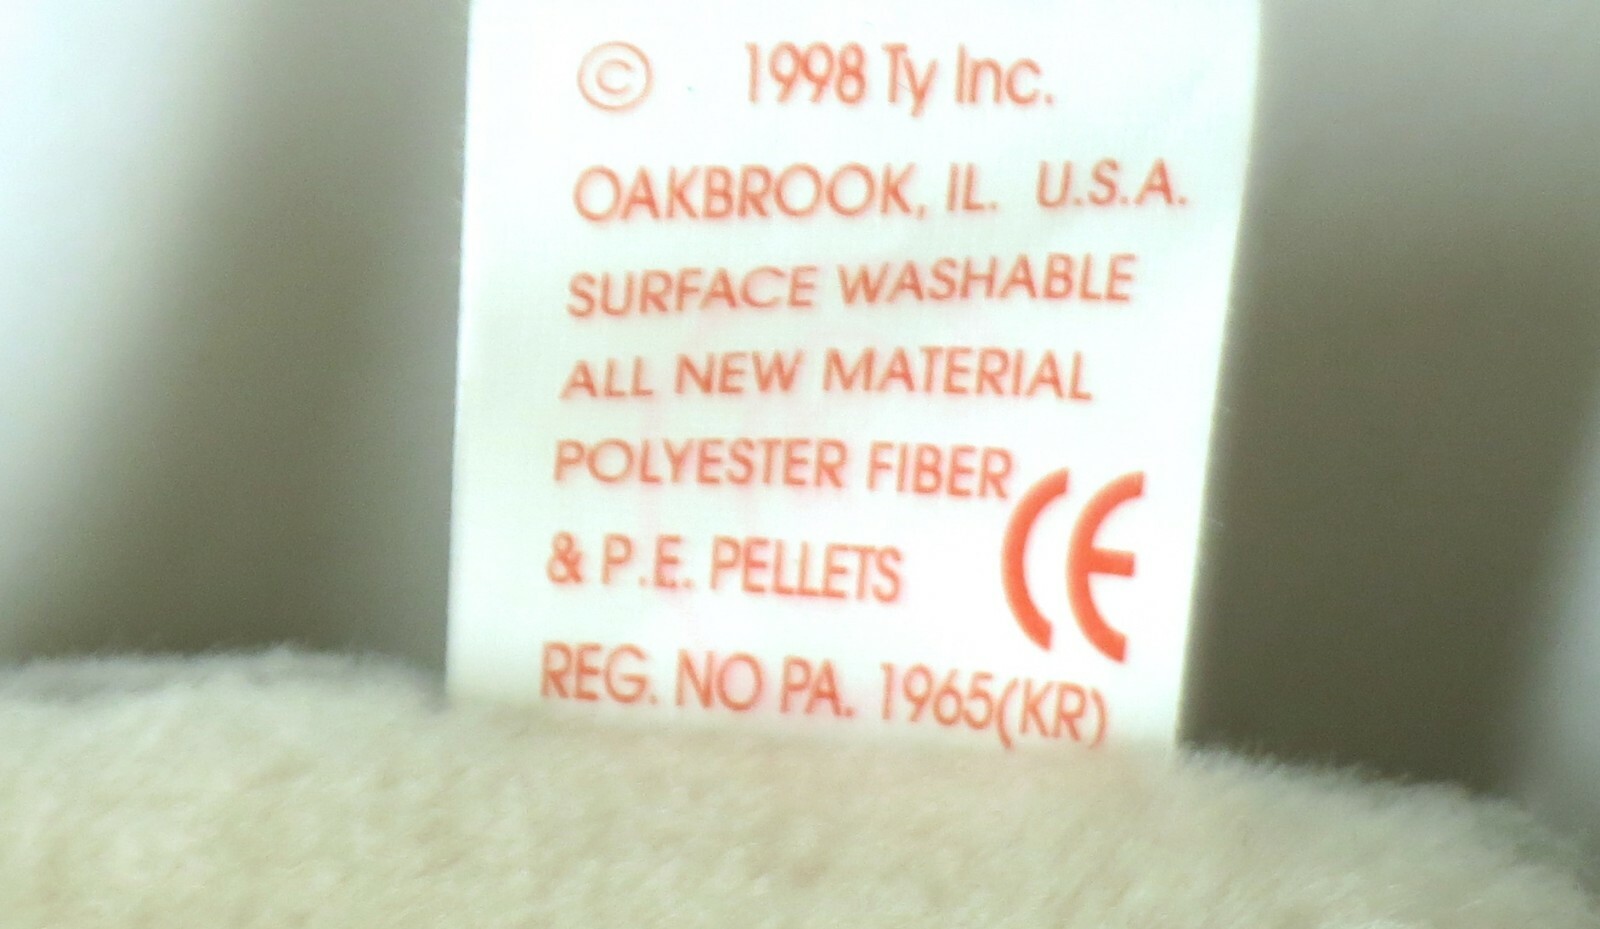 © 1998 Ty Inc.
OAKBROOK, IL. U.S.A.
SURFACE WASHABLE
ALL NEW MATERIAL
POLYESTER FIBER
& P.E. PELLETS
CE
REG. NO PA. 1965(KR)